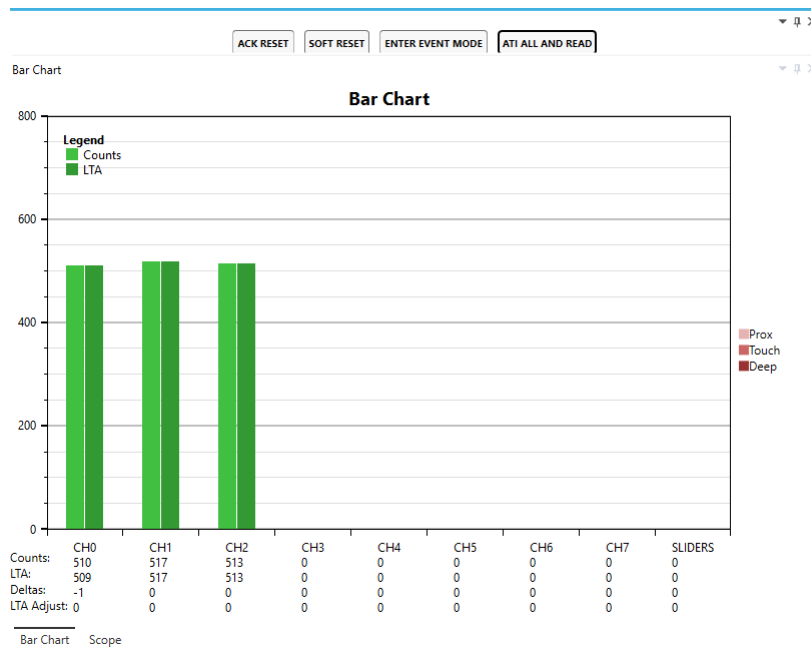 ACK RESET SOFT RESET ENTER EVENT MODE ATI ALL AND READ
Bar Chart
Bar Chart
800
Legend
Counts
LTA
600
400
Prox
Touch
Deep
200
0
CH0 CH1 CH2 CH3 CH4 CH5 CH6 CH7 SLIDERS
Counts: 510 517 513 0 0 0 0 0 0
LTA: 509 517 513 0 0 0 0 0 0
Deltas: -1 0 0 0 0 0 0 0 0
LTA Adjust: 0 0 0 0 0 0 0 0 0
Bar Chart Scope